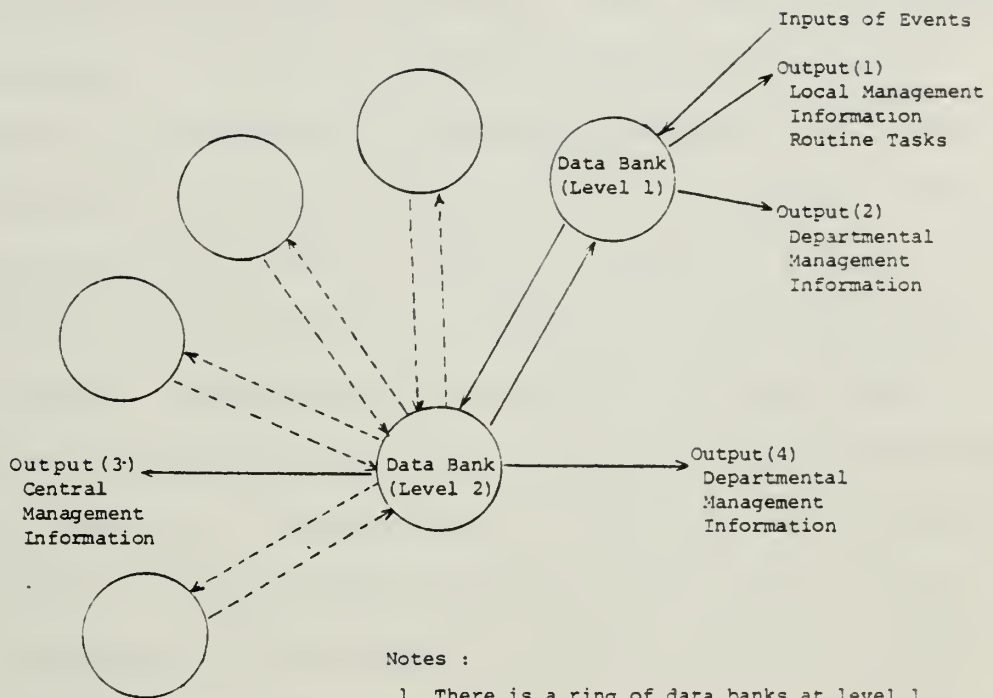 Inputs of Events
Output(1)
Local Management
Information
Routine Tasks
Data Bank
(Level 1)
Output(2)
Departmental
Management
Information
Output(3)
Central
Management
Information
Data Bank
(Level 2)
Output(4)
Departmental
Management
Information
Notes :
1. There is a ring of data banks at level 1